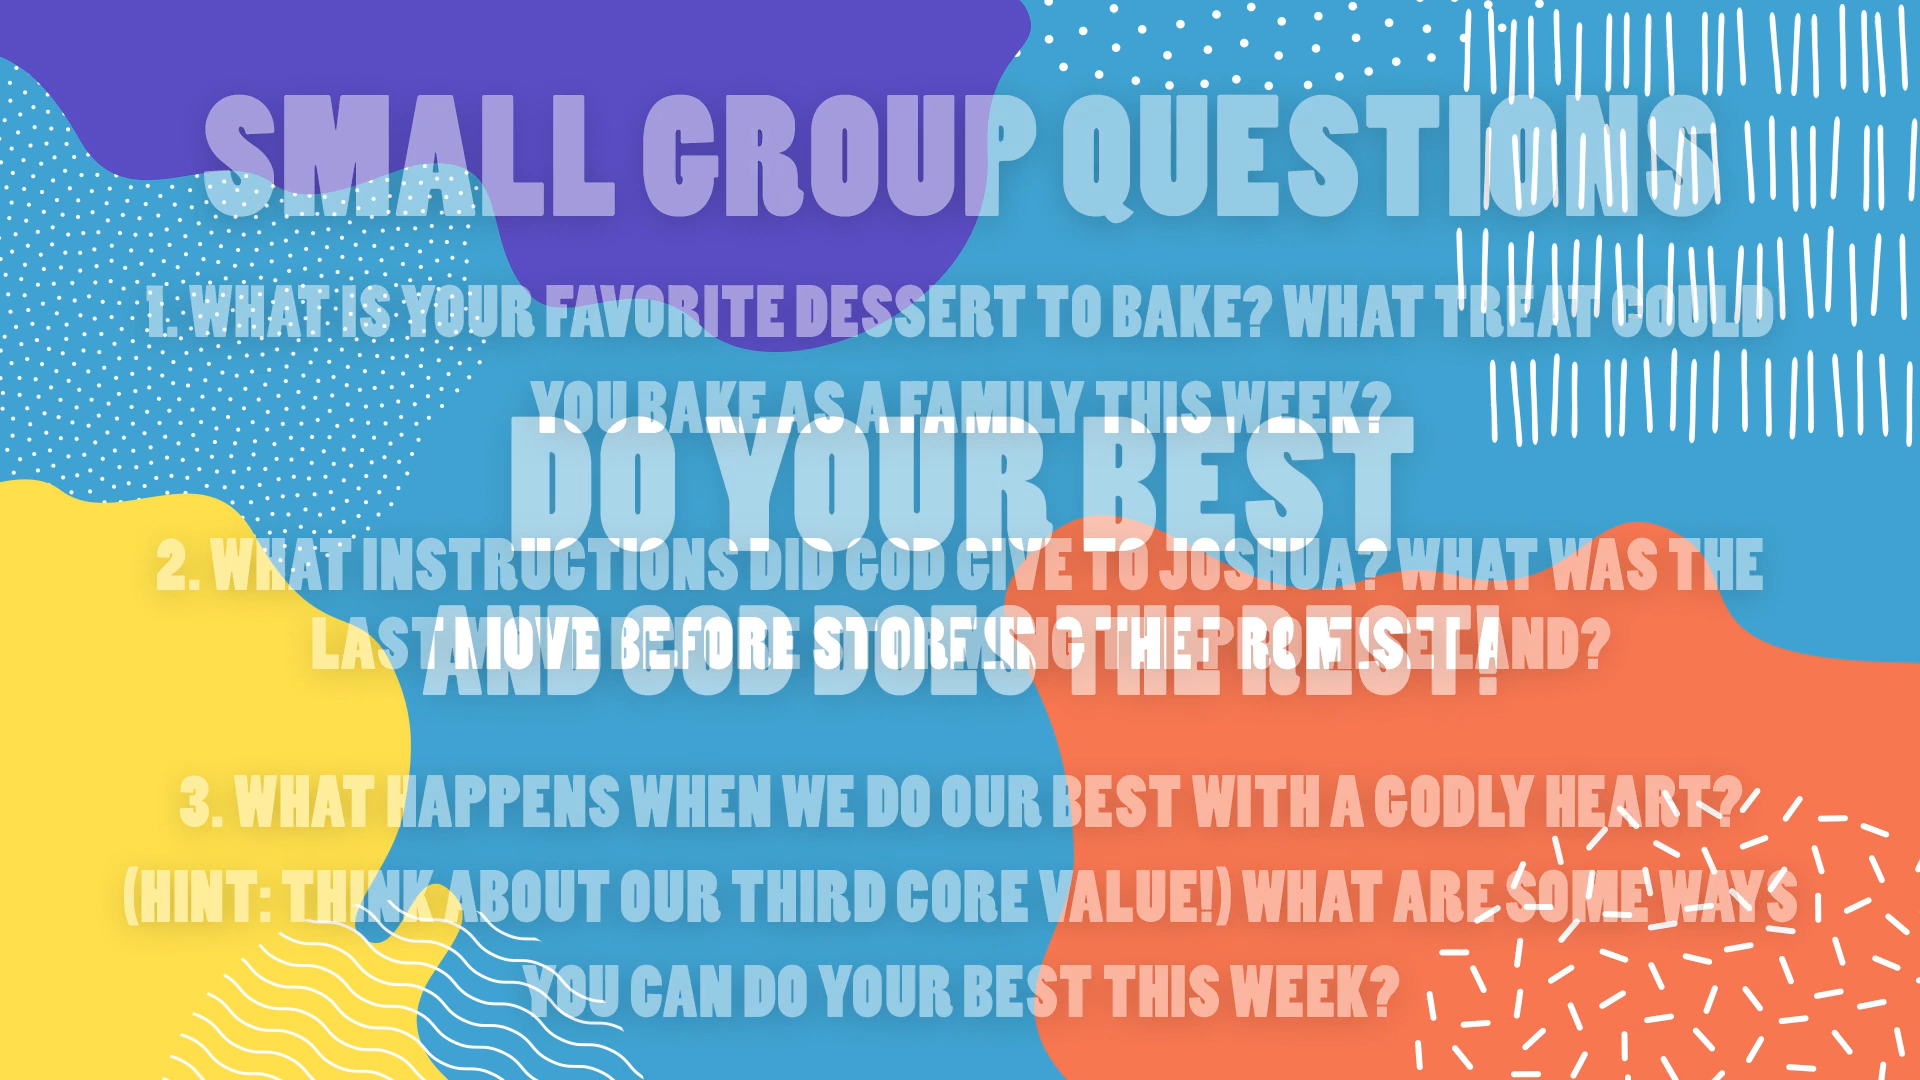 SMALL GROUP QUESTIONS
1. WHAT IS YOUR FAVORITE DESSERT TO BAKE? WHAT TREAT COULD
YOU BAKE AS A FAMILY THIS WEEK?
DO YOUR BEST
2. WHAT INSTRUCTIONS DID GOD GIVE TO JOSHUA? WHAT WAS THE
LAST MOVE BEFORE STORMING THE PROMISED LAND?
AND GOD DOES THE REST!
3. WHAT HAPPENS WHEN WE DO OUR BEST WITH A GODLY HEART?
(HINT: THINK ABOUT OUR THIRD CORE VALUE!) WHAT ARE SOME WAYS
YOU CAN DO YOUR BEST THIS WEEK?